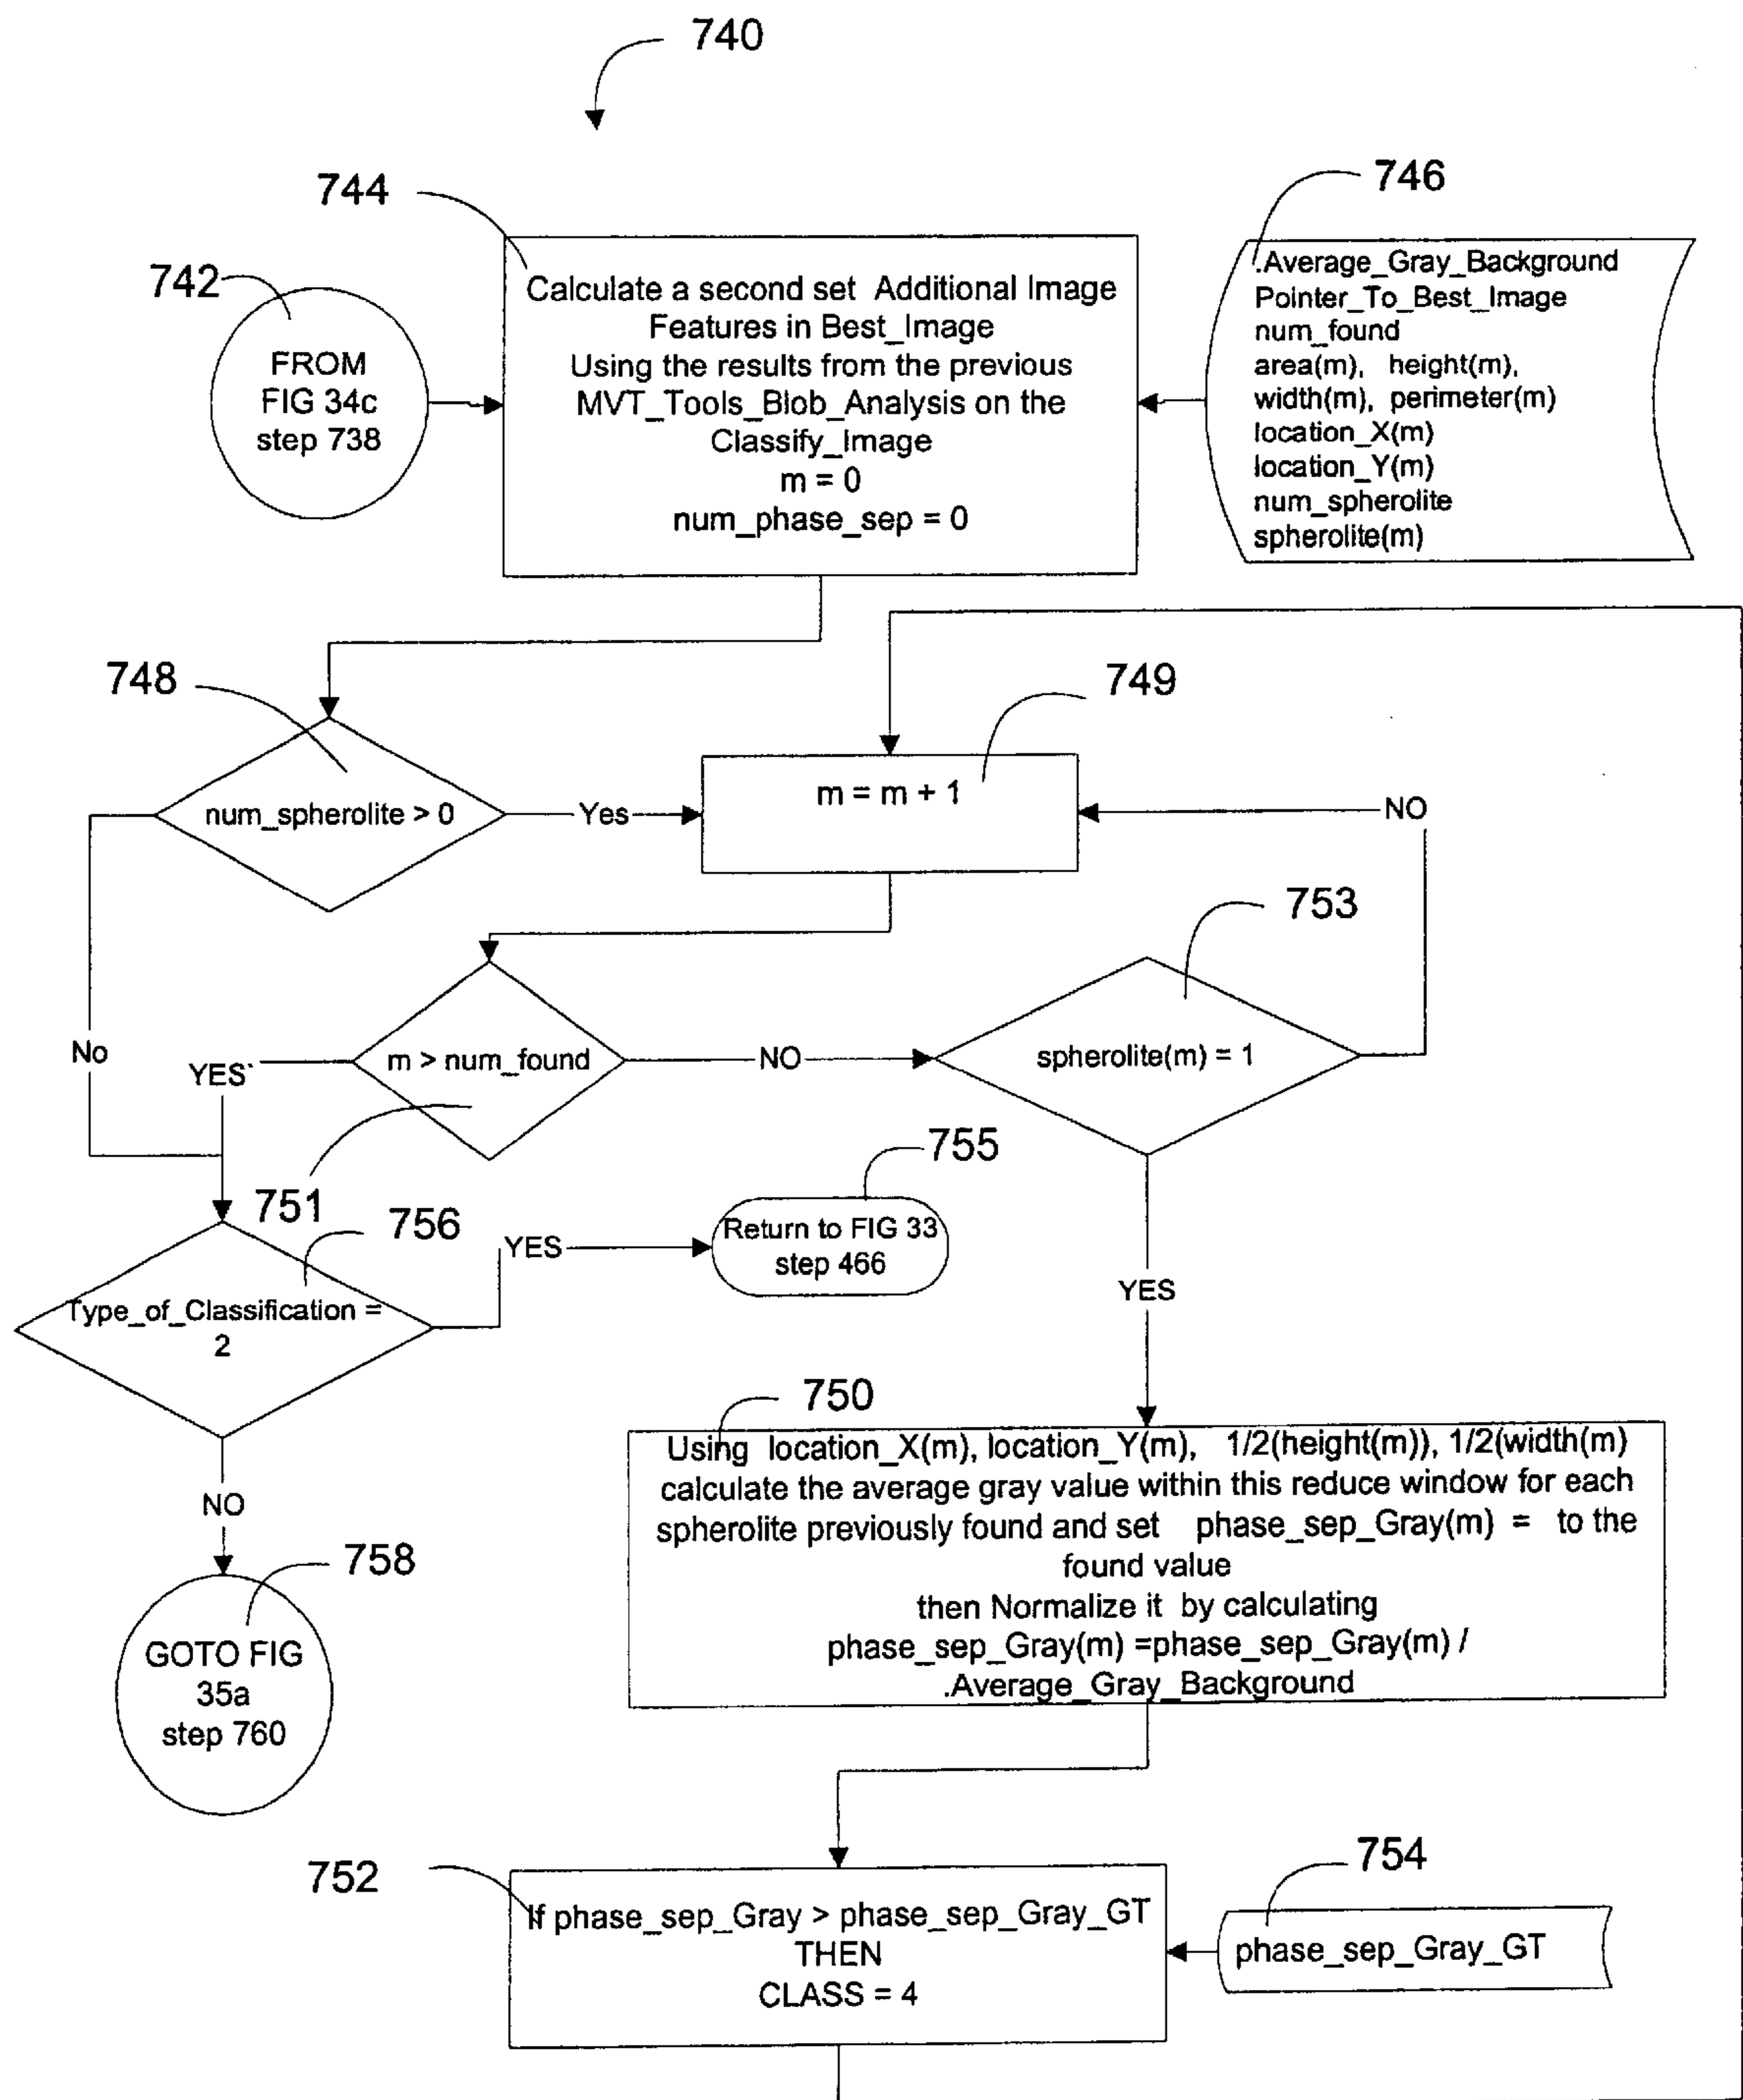 740
744
746
742
Calculate a second set Additional Image
Features in Best_Image
Using the results from the previous
MVT_Tools_Blob_Analysis on the
Classify_Image
m = 0
num_phase_sep = 0
.Average_Gray_Background
Pointer_To_Best_Image
num_found
area(m), height(m),
width(m), perimeter(m)
location_X(m)
location_Y(m)
num_spherolite
spherolite(m)
FROM
FIG 34c
step 738
748
749
num_spherolite > 0
Yes
m = m + 1
NO
753
No
YES
m > num_found
NO
spherolite(m) = 1
755
751
756
Return to FIG 33
step 466
YES
Type_of_Classification =
2
YES
750
NO
Using location_X(m), location_Y(m), 1/2(height(m)), 1/2(width(m)
calculate the average gray value within this reduce window for each
spherolite previously found and set phase_sep_Gray(m) = to the
found value
then Normalize it by calculating
phase_sep_Gray(m) =phase_sep_Gray(m) /
.Average_Gray_Background
758
GOTO FIG
35a
step 760
752
754
If phase_sep_Gray > phase_sep_Gray_GT
THEN
CLASS = 4
phase_sep_Gray_GT